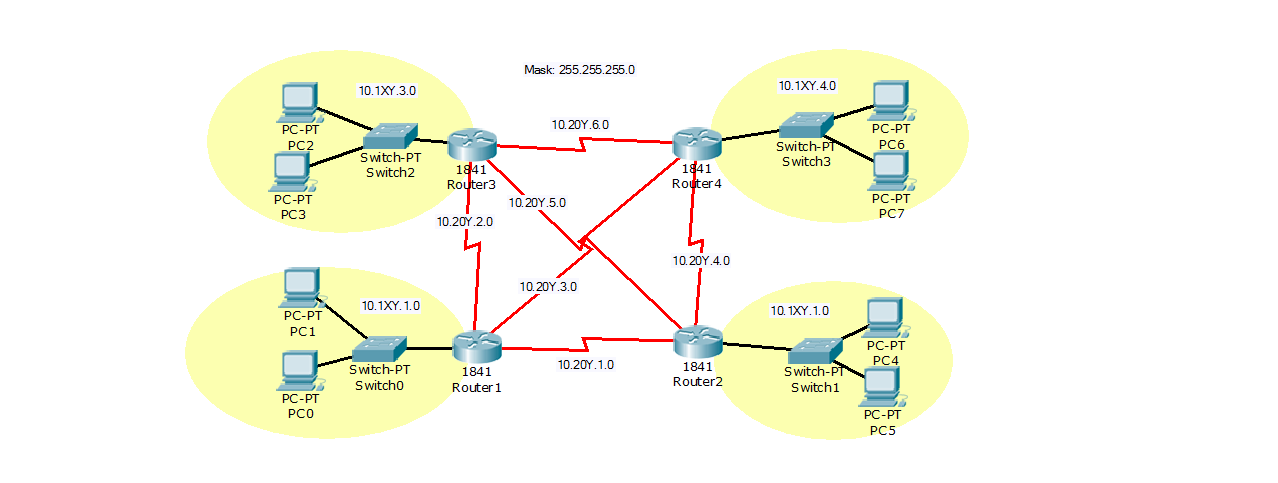 Mask: 255.255.255.0
10.1XY.3.0
PC-PT
PC2
PC-PT
PC3
Switch-PT
Switch2
1841
Router3
10.20Y.6.0
1841
Router4
10.1XY.4.0
Switch-PT
Switch3
PC-PT
PC6
PC-PT
PC7
10.20Y.5.0
10.20Y.2.0
10.20Y.4.0
10.20Y.3.0
10.1XY.1.0
PC-PT
PC1
PC-PT
PC0
Switch-PT
Switch0
1841
Router1
10.20Y.1.0
1841
Router2
10.1XY.1.0
Switch-PT
Switch1
PC-PT
PC4
PC-PT
PC5